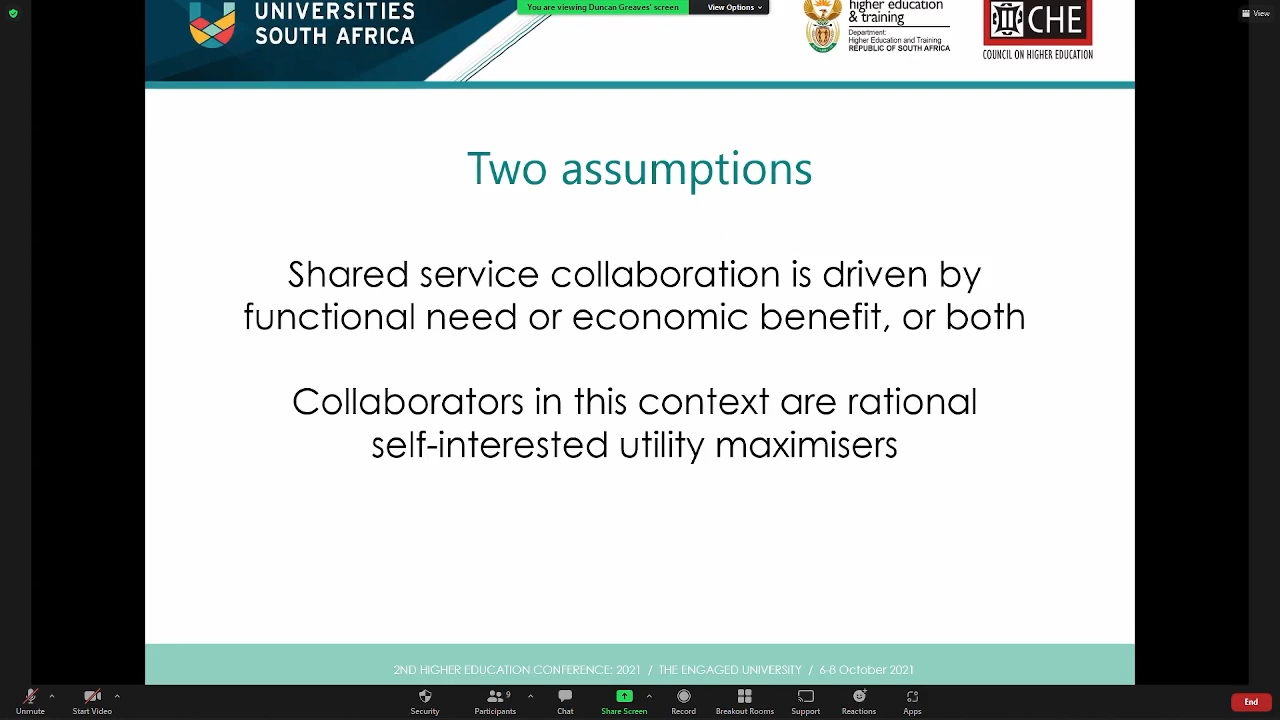 You are viewing Duncan Greaves' screen
View Options
View
UNIVERSITIES
SOUTH AFRICA
higher education
& training
Department:
Higher Education and Training
REPUBLIC OF SOUTH AFRICA
CHE
COUNCIL ON HIGHER EDUCATION
Two assumptions
Shared service collaboration is driven by
functional need or economic benefit, or both
Collaborators in this context are rational
self-interested utility maximisers
2ND HIGHER EDUCATION CONFERENCE: 2021 / THE ENGAGED UNIVERSITY / 6-8 October 2021
Unmute
Start Video
Security
Participants 9
Chat
Share Screen
Record
Breakout Rooms
Support
Reactions
Apps
End